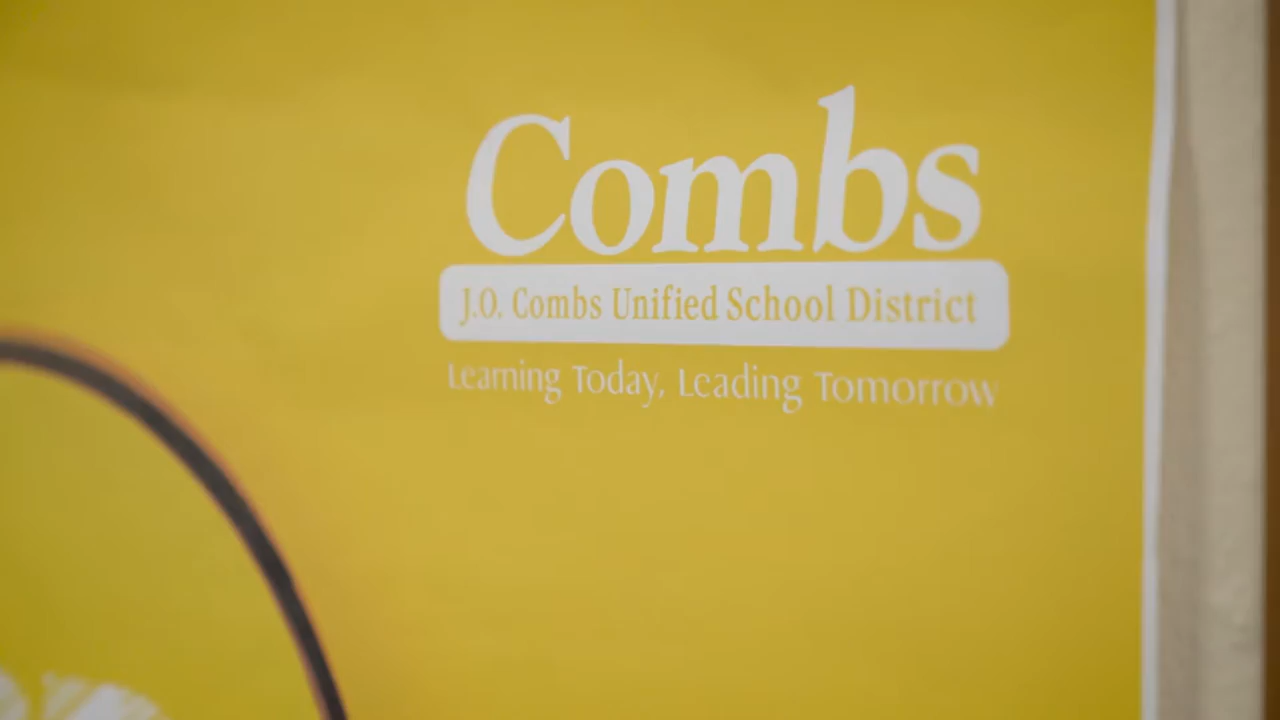 Combs
J.O. Combs Unified School District
Learning Today, Leading Tomorrow